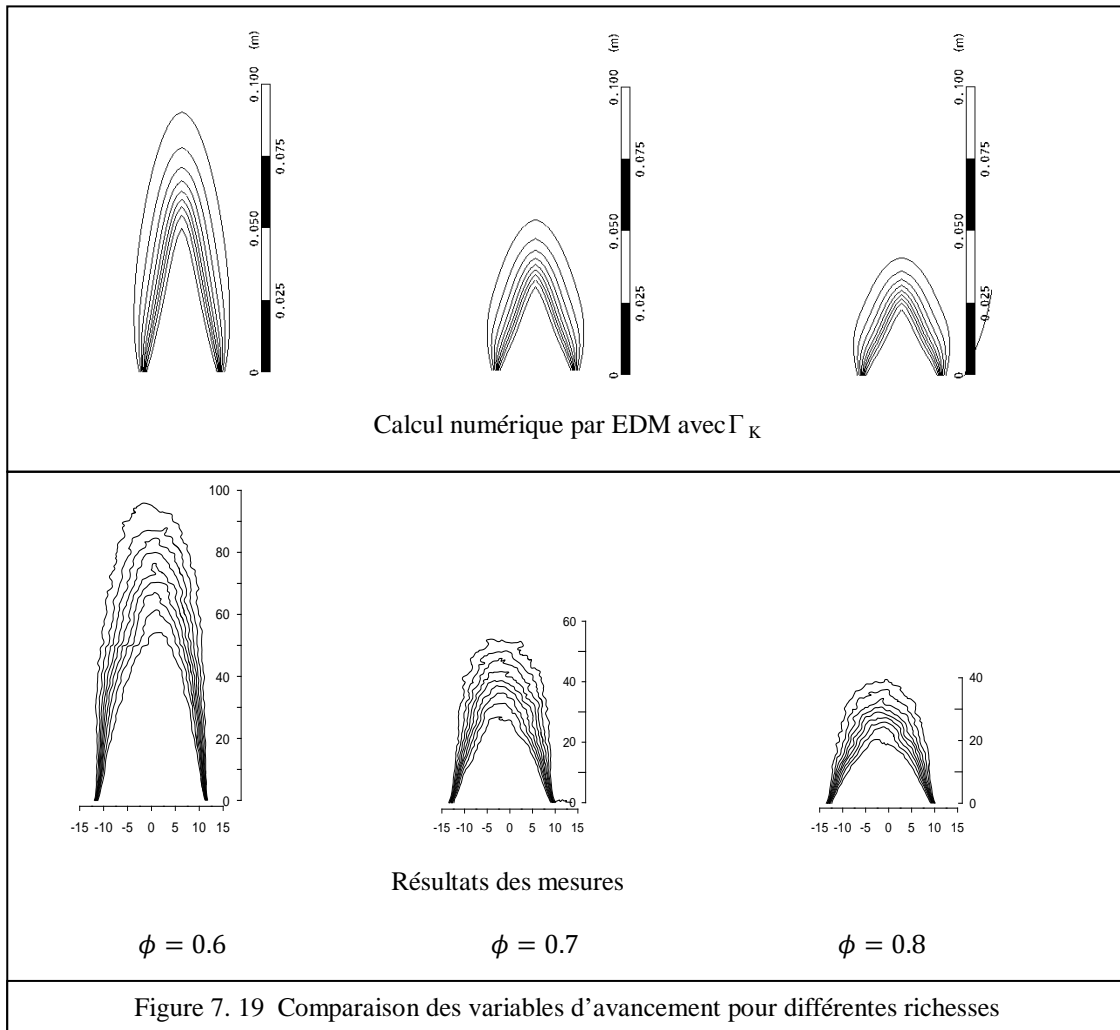 (m)
0.100
0.075
0.050
0.025
0
(m)
0.100
0.075
0.050
0.025
0
(m)
0.100
0.075
0.050
0.025
0
Calcul numérique par EDM avec Γ K
100
80
60
40
20
0
-15 -10 -5 0 5 10 15
60
40
20
0
-15 -10 -5 0 5 10 15
40
20
0
-15 -10 -5 0 5 10 15
Résultats des mesures
ϕ = 0.6 ϕ = 0.7 ϕ = 0.8
Figure 7. 19 Comparaison des variables d’avancement pour différentes richesses